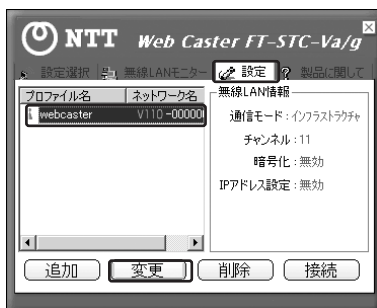 NTT Web Caster FT-STC-Va/g
設定選択 無線LANモニター 設定 ? 製品に関して
プロファイル名 ネットワーク名
webcaster V110-00000
無線LAN情報
通信モード:インフラストラクチャ
チャンネル:11
暗号化:無効
IPアドレス設定:無効
追加 変更 削除 接続